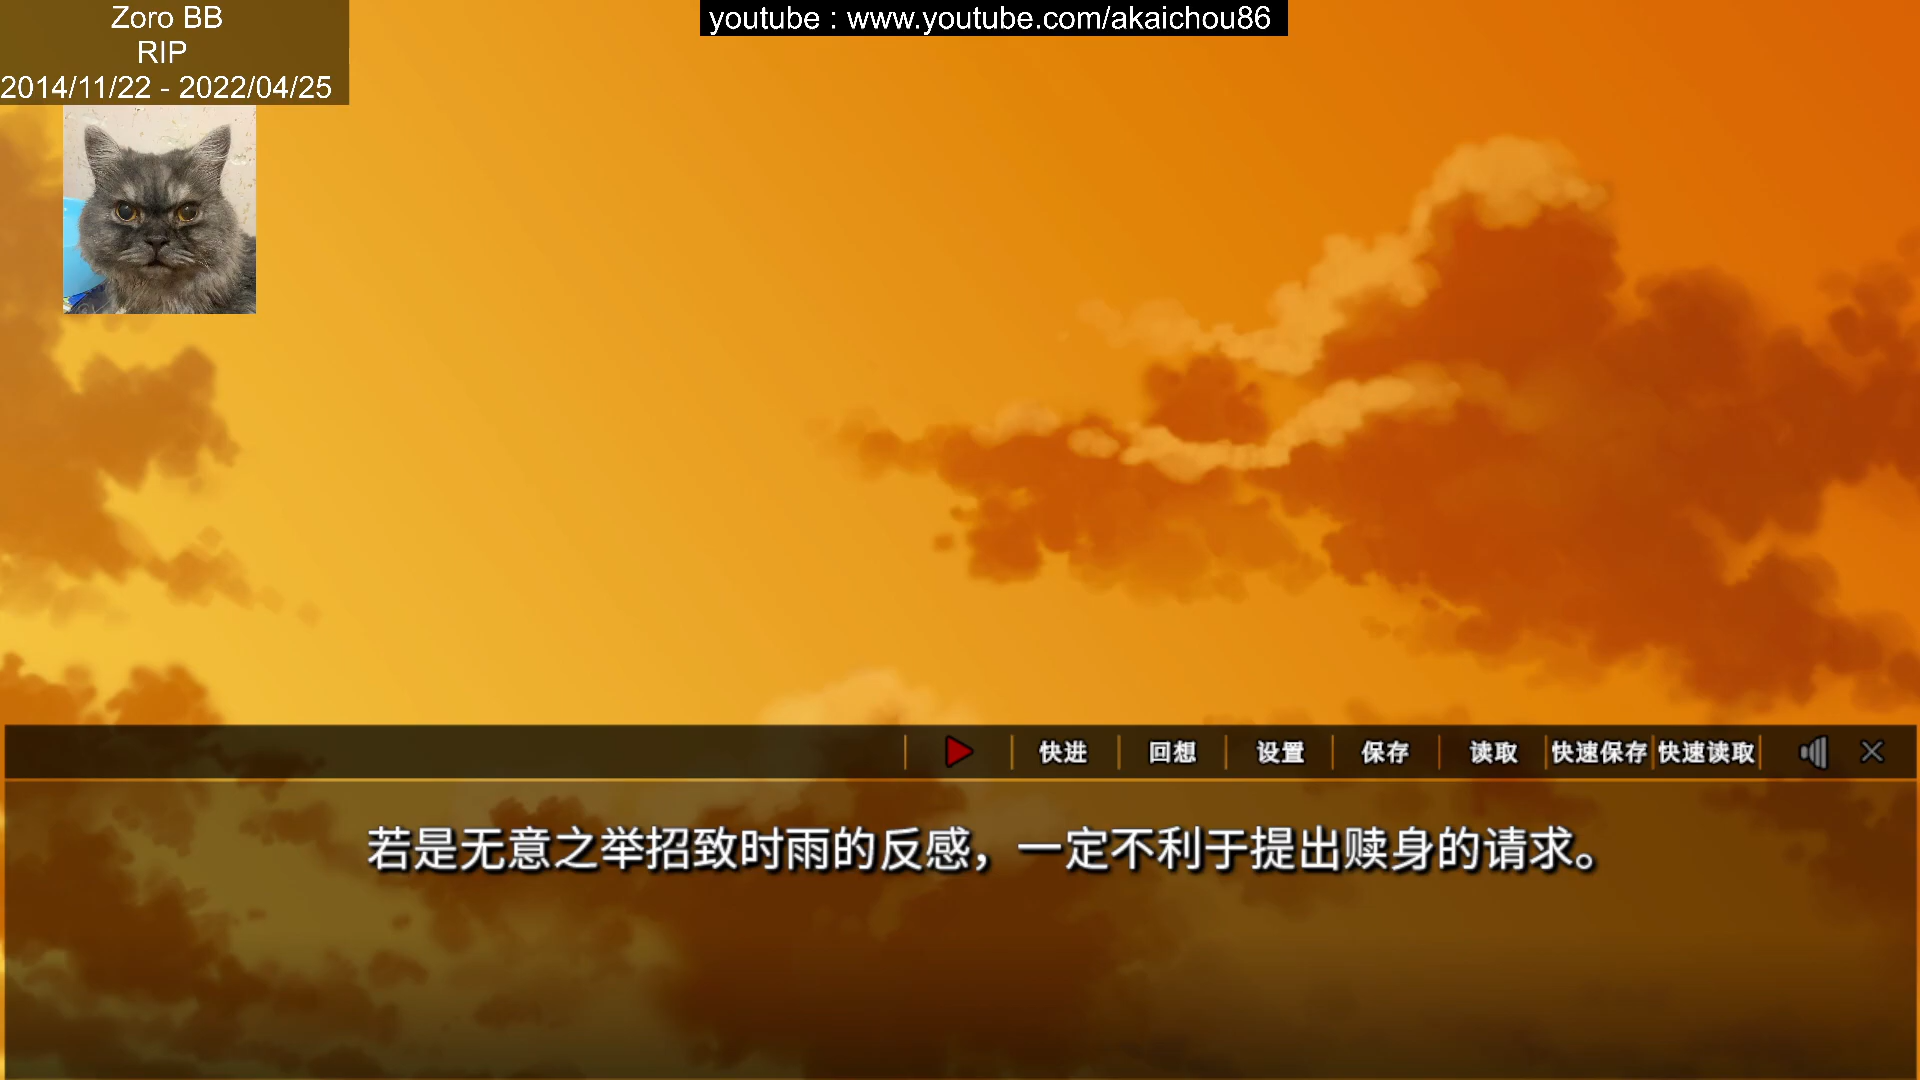 Zoro BB
RIP
2014/11/22 - 2022/04/25
youtube : www.youtube.com/akaichou86
快进 回想 设置 保存 读取 快速保存 快速读取
若是无意之举招致时雨的反感，一定不利于提出赎身的请求。